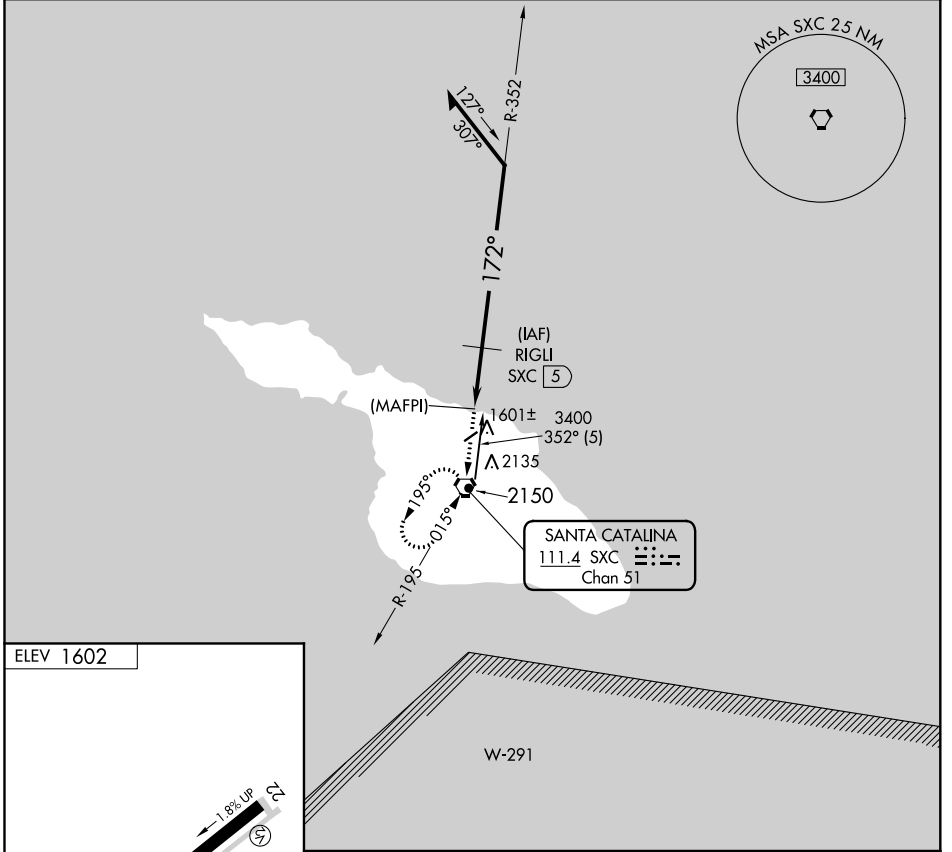 MSA SXC 25 NM
3400
R-352
127°
307°
172°
(IAF)
RIGLI
SXC 5
(MAFPI)
1601± 3400
352° (5)
2135
195°
2150
015°
SANTA CATALINA
111.4 SXC
Chan 51
R-195
ELEV 1602
W-291
1.8% UP
22